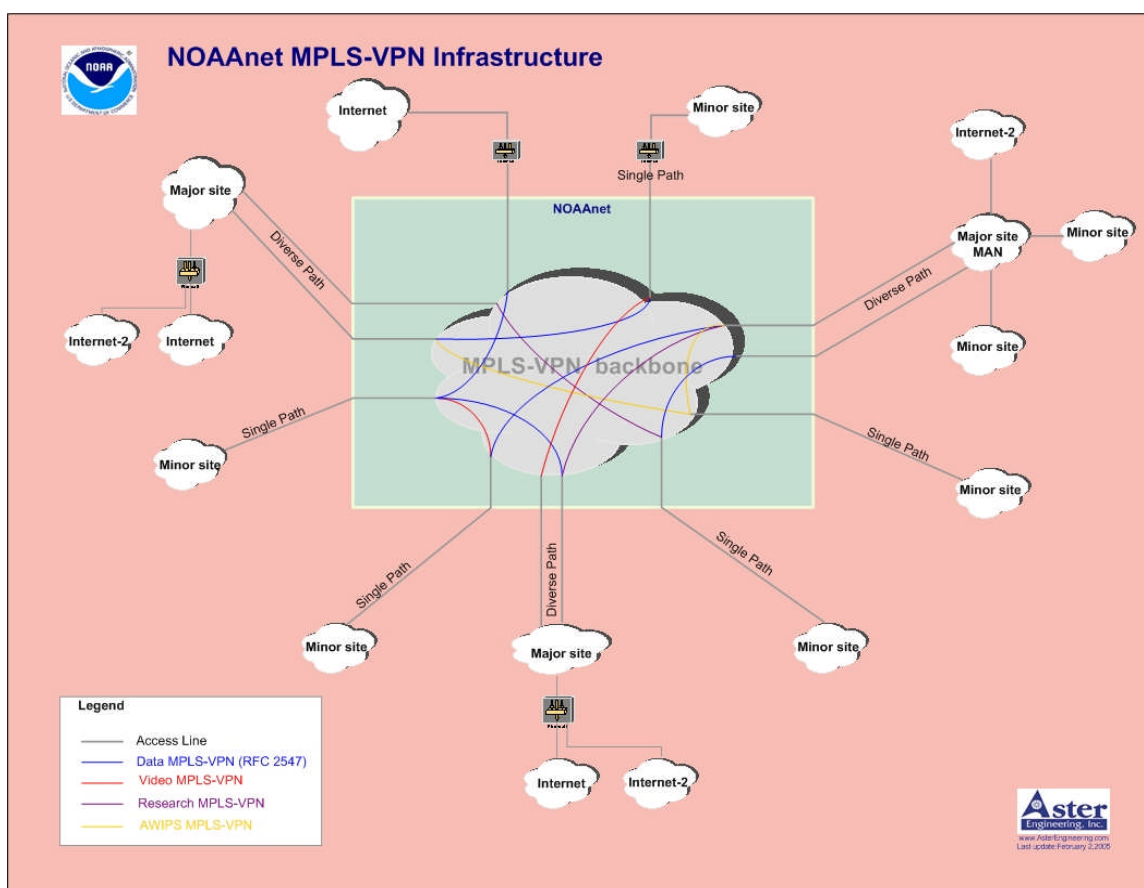 NOAAnet MPLS-VPN Infrastructure
NOAA
Internet
Minor site
Internet-2
Single Path
Major site
NOAAnet
Major site
MAN
Minor site
Diverse Path
Diverse Path
Internet-2
Internet
Minor site
MPLS-VPN backbone
Single Path
Minor site
Single Path
Minor site
Single Path
Diverse Path
Single Path
Minor site
Major site
Minor site
Internet
Internet-2
Legend
Access Line
Data MPLS-VPN (RFC 2547)
Video MPLS-VPN
Research MPLS-VPN
AWIPS MPLS-VPN
Aster
Engineering, Inc.
www.AsterEngineering.com
Last update:February 2,2005